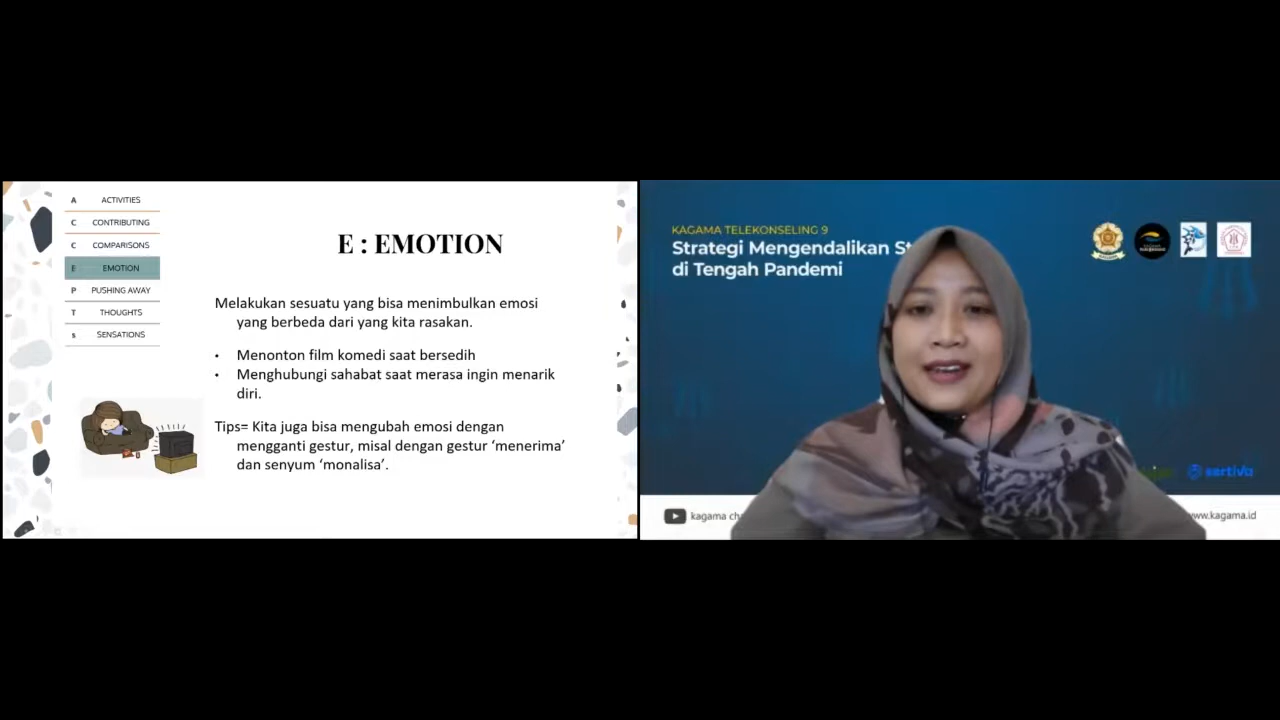 A ACTIVITIES
C CONTRIBUTING
C COMPARISONS
E EMOTION
P PUSHING AWAY
T THOUGHTS
s SENSATIONS
E : EMOTION
Melakukan sesuatu yang bisa menimbulkan emosi
yang berbeda dari yang kita rasakan.
• Menonton film komedi saat bersedih
• Menghubungi sahabat saat merasa ingin menarik
diri.
Tips= Kita juga bisa mengubah emosi dengan
mengganti gestur, misal dengan gestur ‘menerima’
dan senyum ‘monalisa’.
KAGAMA TELEKONSELING 9
Strategi Mengendalikan St
di Tengah Pandemi
sertiva
kagama ch
www.kagama.id